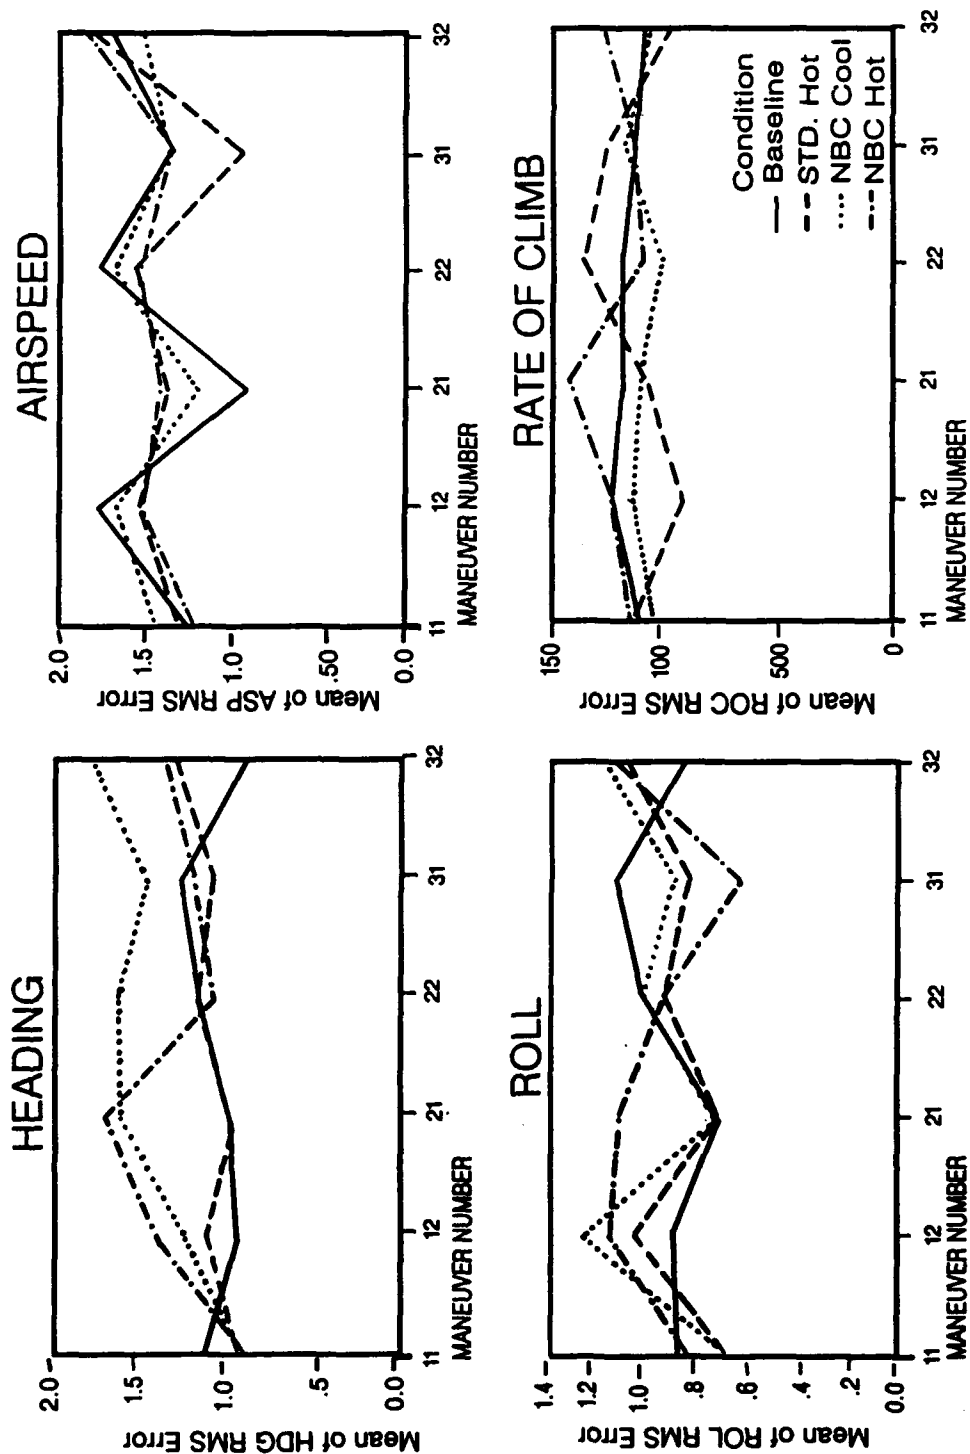 HEADING
Mean of HDG RMS Error
2.0
1.5
1.0
.5
0.0
11 12 21 22 31 32
MANEUVER NUMBER
AIRSPEED
Mean of ASP RMS Error
2.0
1.5
1.0
.50
0.0
11 12 21 22 31 32
MANEUVER NUMBER
ROLL
Mean of ROL RMS Error
1.4
1.2
1.0
.8
.6
.4
.2
0.0
11 12 21 22 31 32
MANEUVER NUMBER
RATE OF CLIMB
Mean of ROC RMS Error
150
100
500
0
11 12 21 22 31 32
MANEUVER NUMBER
Condition
Baseline
STD. Hot
NBC Cool
NBC Hot